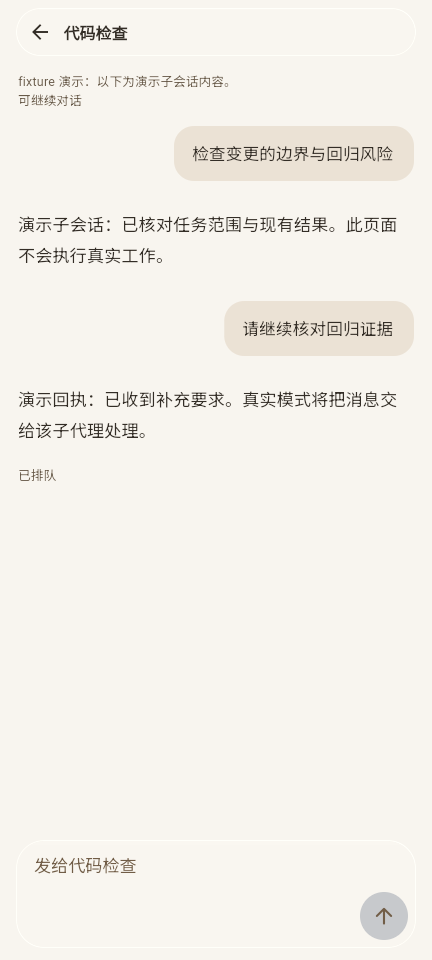 代码检查
fixture 演示：以下为演示子会话内容。
可继续对话
检查变更的边界与回归风险
演示子会话：已核对任务范围与现有结果。此页面
不会执行真实工作。
请继续核对回归证据
演示回执：已收到补充要求。真实模式将把消息交
给该子代理处理。
已排队
发给代码检查